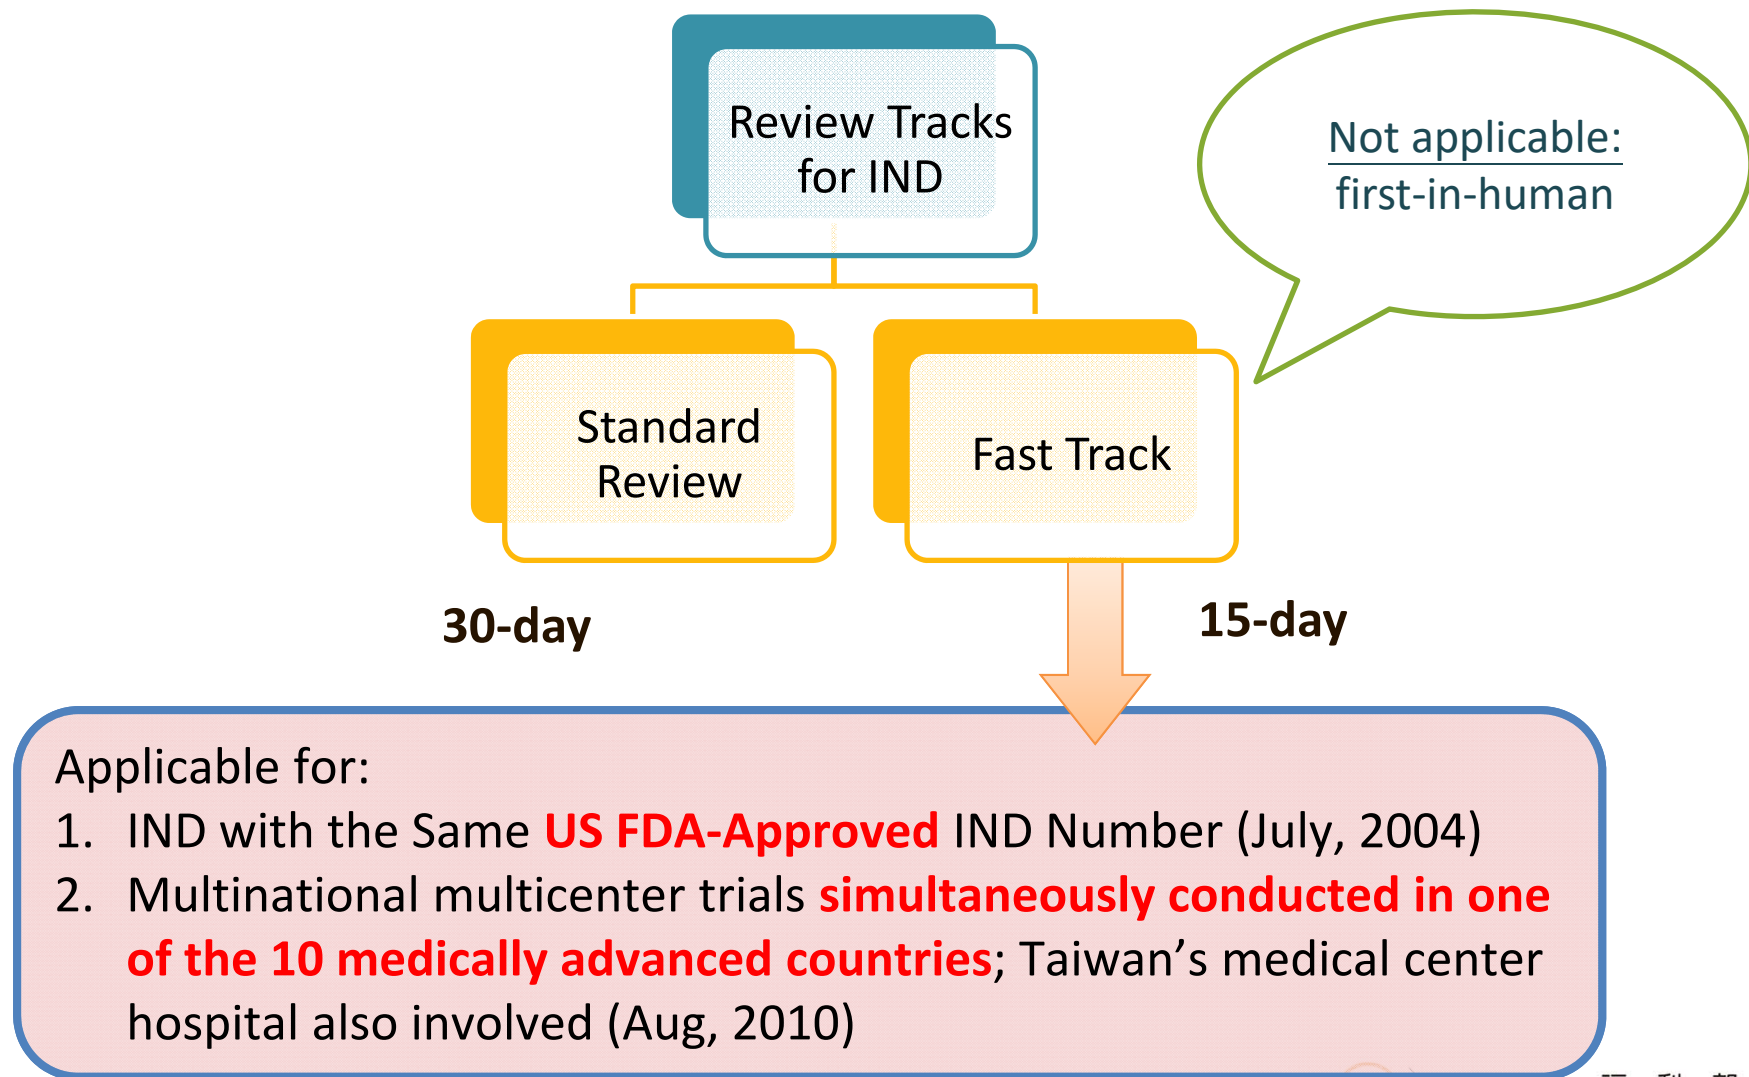 Review Tracks
for IND
Not applicable:
first-in-human
Standard
Review
Fast Track
30-day
15-day
Applicable for:
1. IND with the Same US FDA-Approved IND Number (July, 2004)
2. Multinational multicenter trials simultaneously conducted in one
of the 10 medically advanced countries; Taiwan’s medical center
hospital also involved (Aug, 2010)